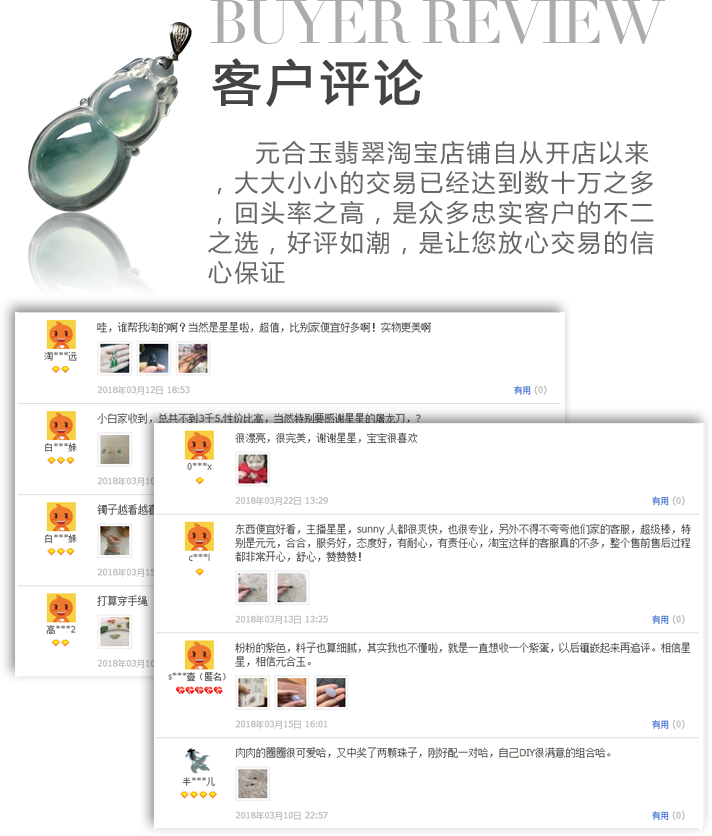 BUYER REVIEW
客户评论
元合玉翡翠淘宝店铺自从开店以来
，大大小小的交易已经达到数十万之多
，回头率之高，是众多忠实客户的不二
之选，好评如潮，是让您放心交易的信
心保证
哇，谁帮我淘的啊？当然是星星啦，超值，比别家便宜好多啊！实物更美啊
淘***远
2018年03月12日 18:53
有用 (0)
小白家收到，总共不到3千5,性价比高，当然特别要感谢星星的屠龙刀，?
白***妹
2018年03月10
镯子越看越喜
白***妹
2018年03月15
打算穿手绳
高***2
2018年03月10
很漂亮，很完美，谢谢星星，宝宝很喜欢
0***x
2018年03月22日 13:29
有用 (0)
东西便宜好看，主播星星，sunny 人都很爽快，也很专业，另外不得不夸夸他们家的客服，超级棒，特
别是元元，合合，服务好，态度好，有耐心，有责任心，淘宝这样的客服真的不多，整个售前售后过程
都非常开心，舒心，赞赞赞！
c***l
2018年03月13日 13:25
有用 (0)
粉粉的紫色，料子也算细腻，其实我也不懂啦，就是一直想收一个紫蛋，以后镶嵌起来再追评。相信星
星，相信元合玉。
s***壹（匿名）
2018年03月15日 16:01
有用 (0)
肉肉的圈圈很可爱哈，又中奖了两颗珠子，刚好配一对哈，自己DIY很满意的组合哈。
半***儿
2018年03月10日 22:57
有用 (0)